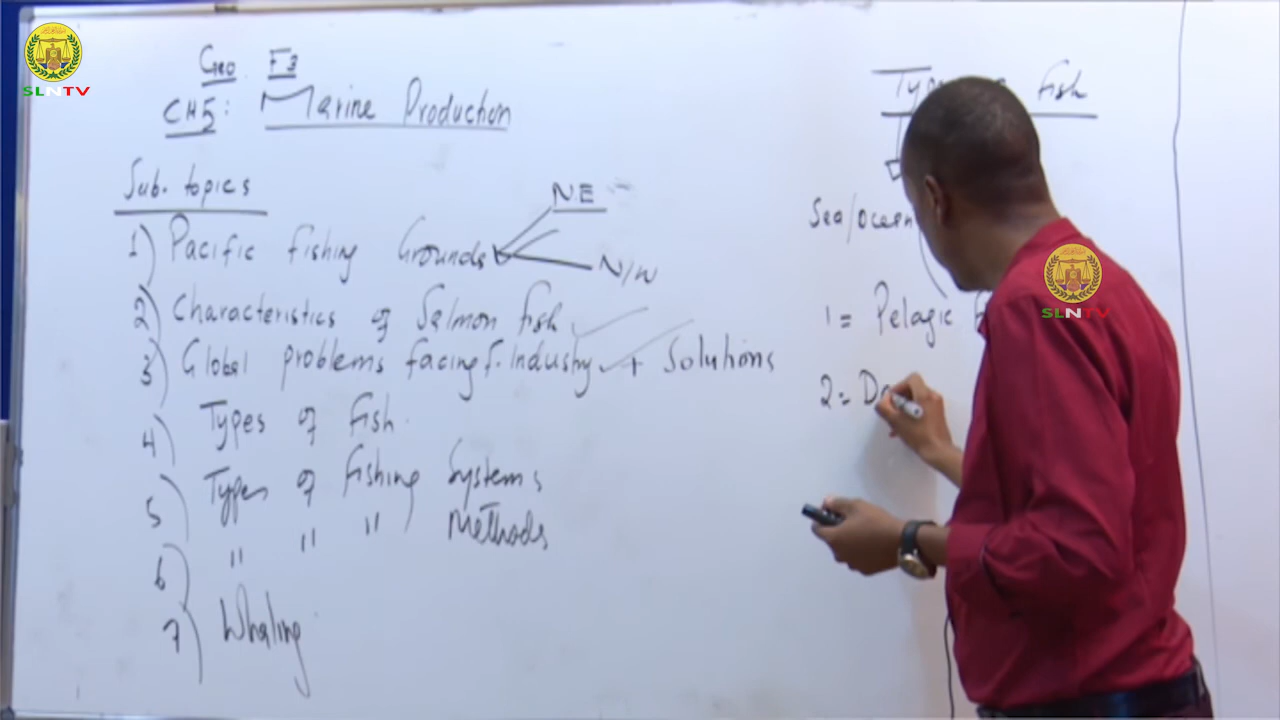 SLNTV
Geo F3
CH5: Marine Production
Sub. topics
1) Pacific Fishing Grounds
NE
N/W
2) Characteristics of Salmon Fish
3) Global problems facing F. Industry + Solutions
4) Types of Fish.
5) Types of Fishing Systems
6) " " " Methods
7) Whaling
Fish
Sea/Ocean
1= Pelagic
2=
SLNTV